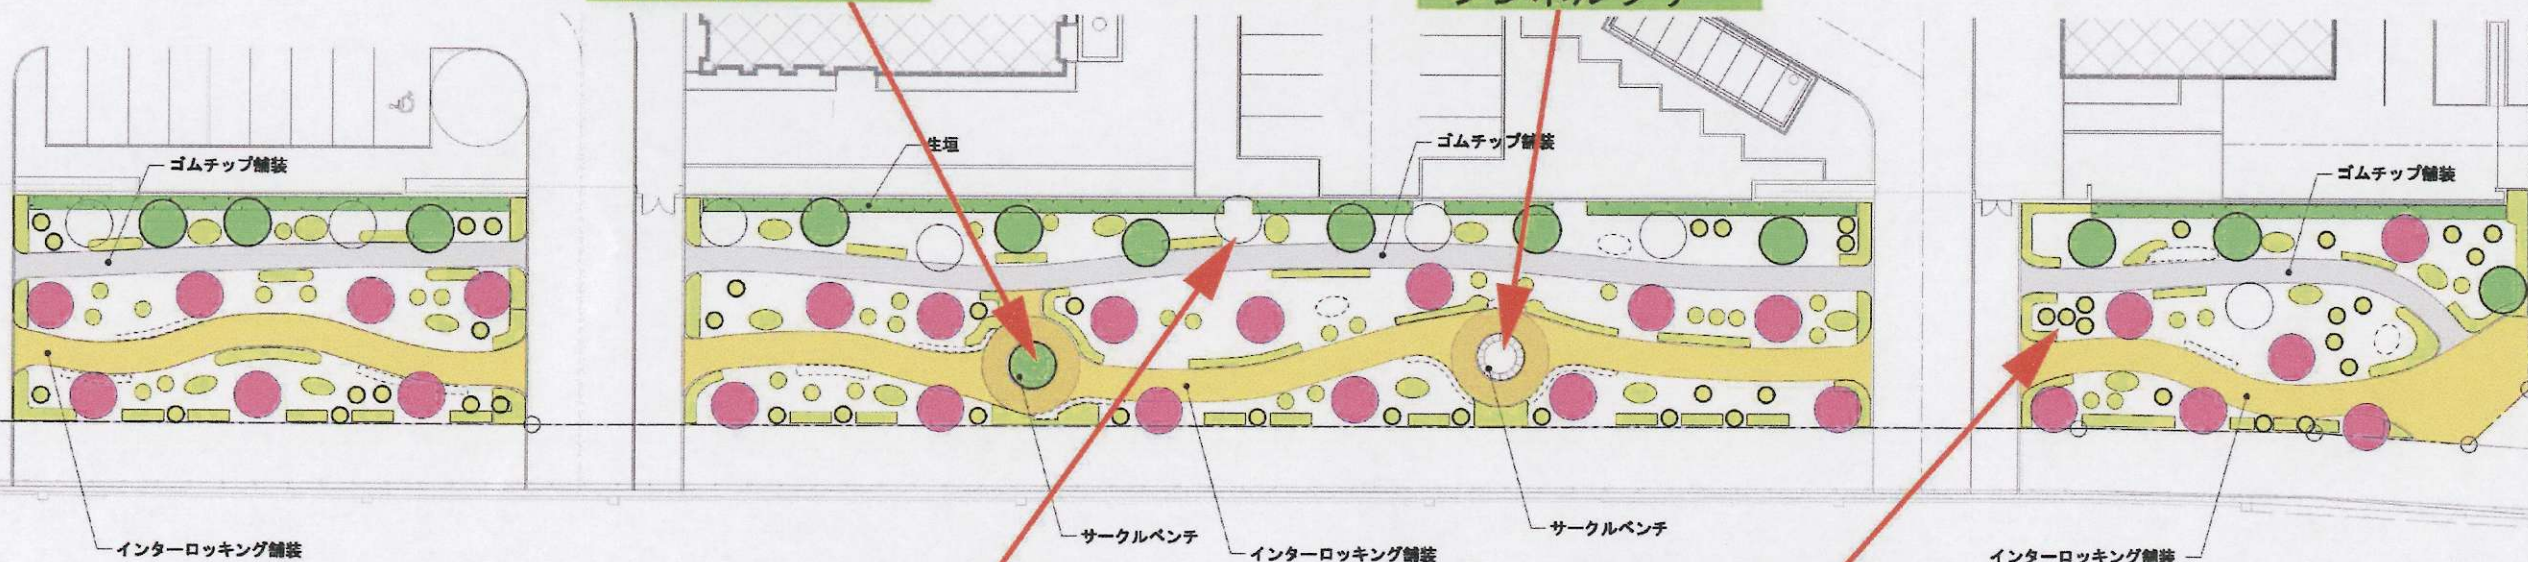 ゴムチップ舗装
生垣
ゴムチップ舗装
ゴムチップ舗装
インターロッキング舗装
サークルベンチ
インターロッキング舗装
サークルベンチ
インターロッキング舗装